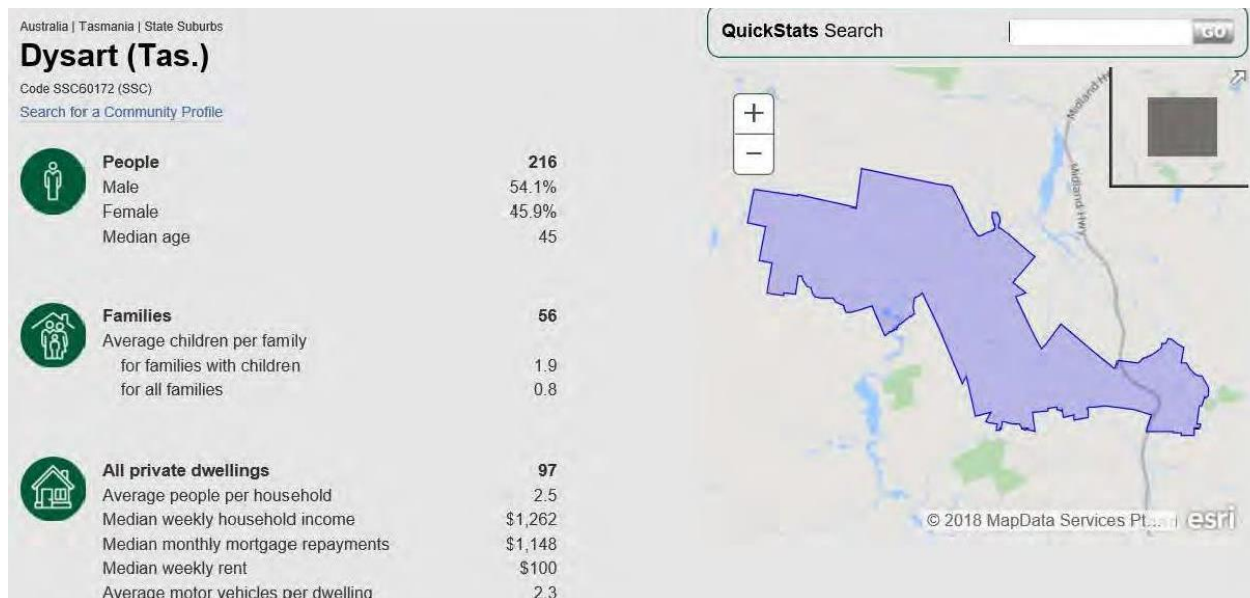 Australia | Tasmania | State Suburbs
Dysart (Tas.)
Code SSC60172 (SSC)
Search for a Community Profile
People 216
Male 54.1%
Female 45.9%
Median age 45
Families 56
Average children per family
for families with children 1.9
for all families 0.8
All private dwellings 97
Average people per household 2.5
Median weekly household income $1,262
Median monthly mortgage repayments $1,148
Median weekly rent $100
Average motor vehicles per dwelling 2.3
QuickStats Search GO
+
−
Midland Hwy
Midland Hwy
© 2018 MapData Services Pt... esri